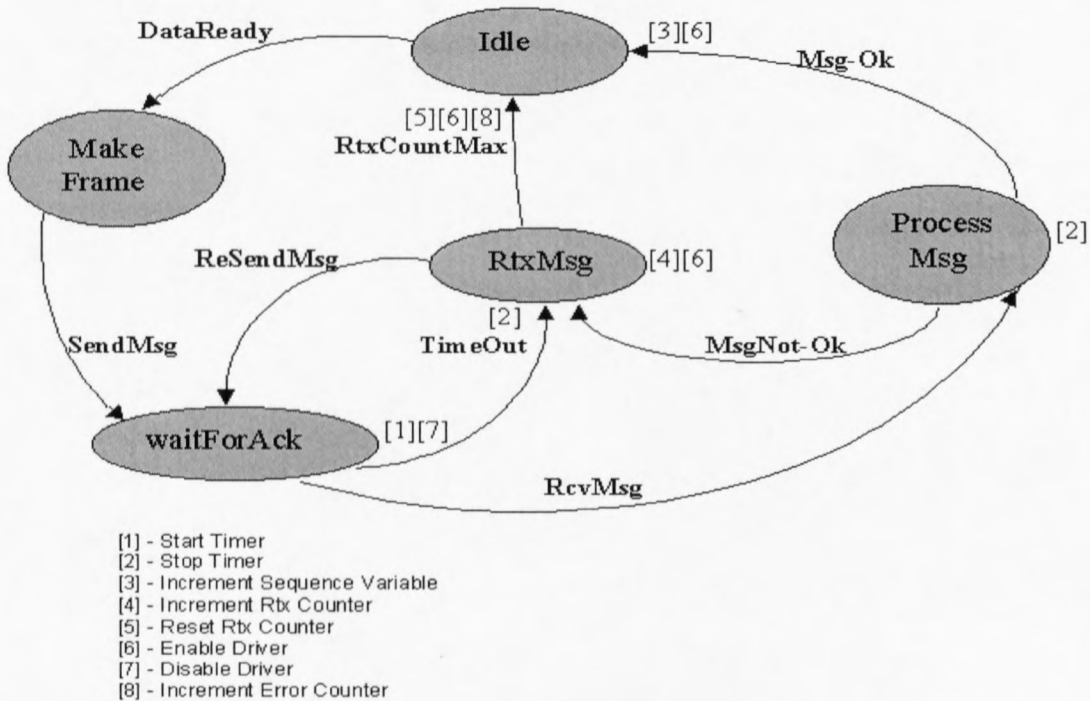 DataReady
Idle
[3][6]
Msg-Ok
[5][6][8]
RtxCountMax
Make
Frame
Process
Msg
[2]
ReSendMsg
RtxMsg
[4][6]
[2]
TimeOut
MsgNot-Ok
SendMsg
waitForAck
[1][7]
RcvMsg
[1] - Start Timer
[2] - Stop Timer
[3] - Increment Sequence Variable
[4] - Increment Rtx Counter
[5] - Reset Rtx Counter
[6] - Enable Driver
[7] - Disable Driver
[8] - Increment Error Counter